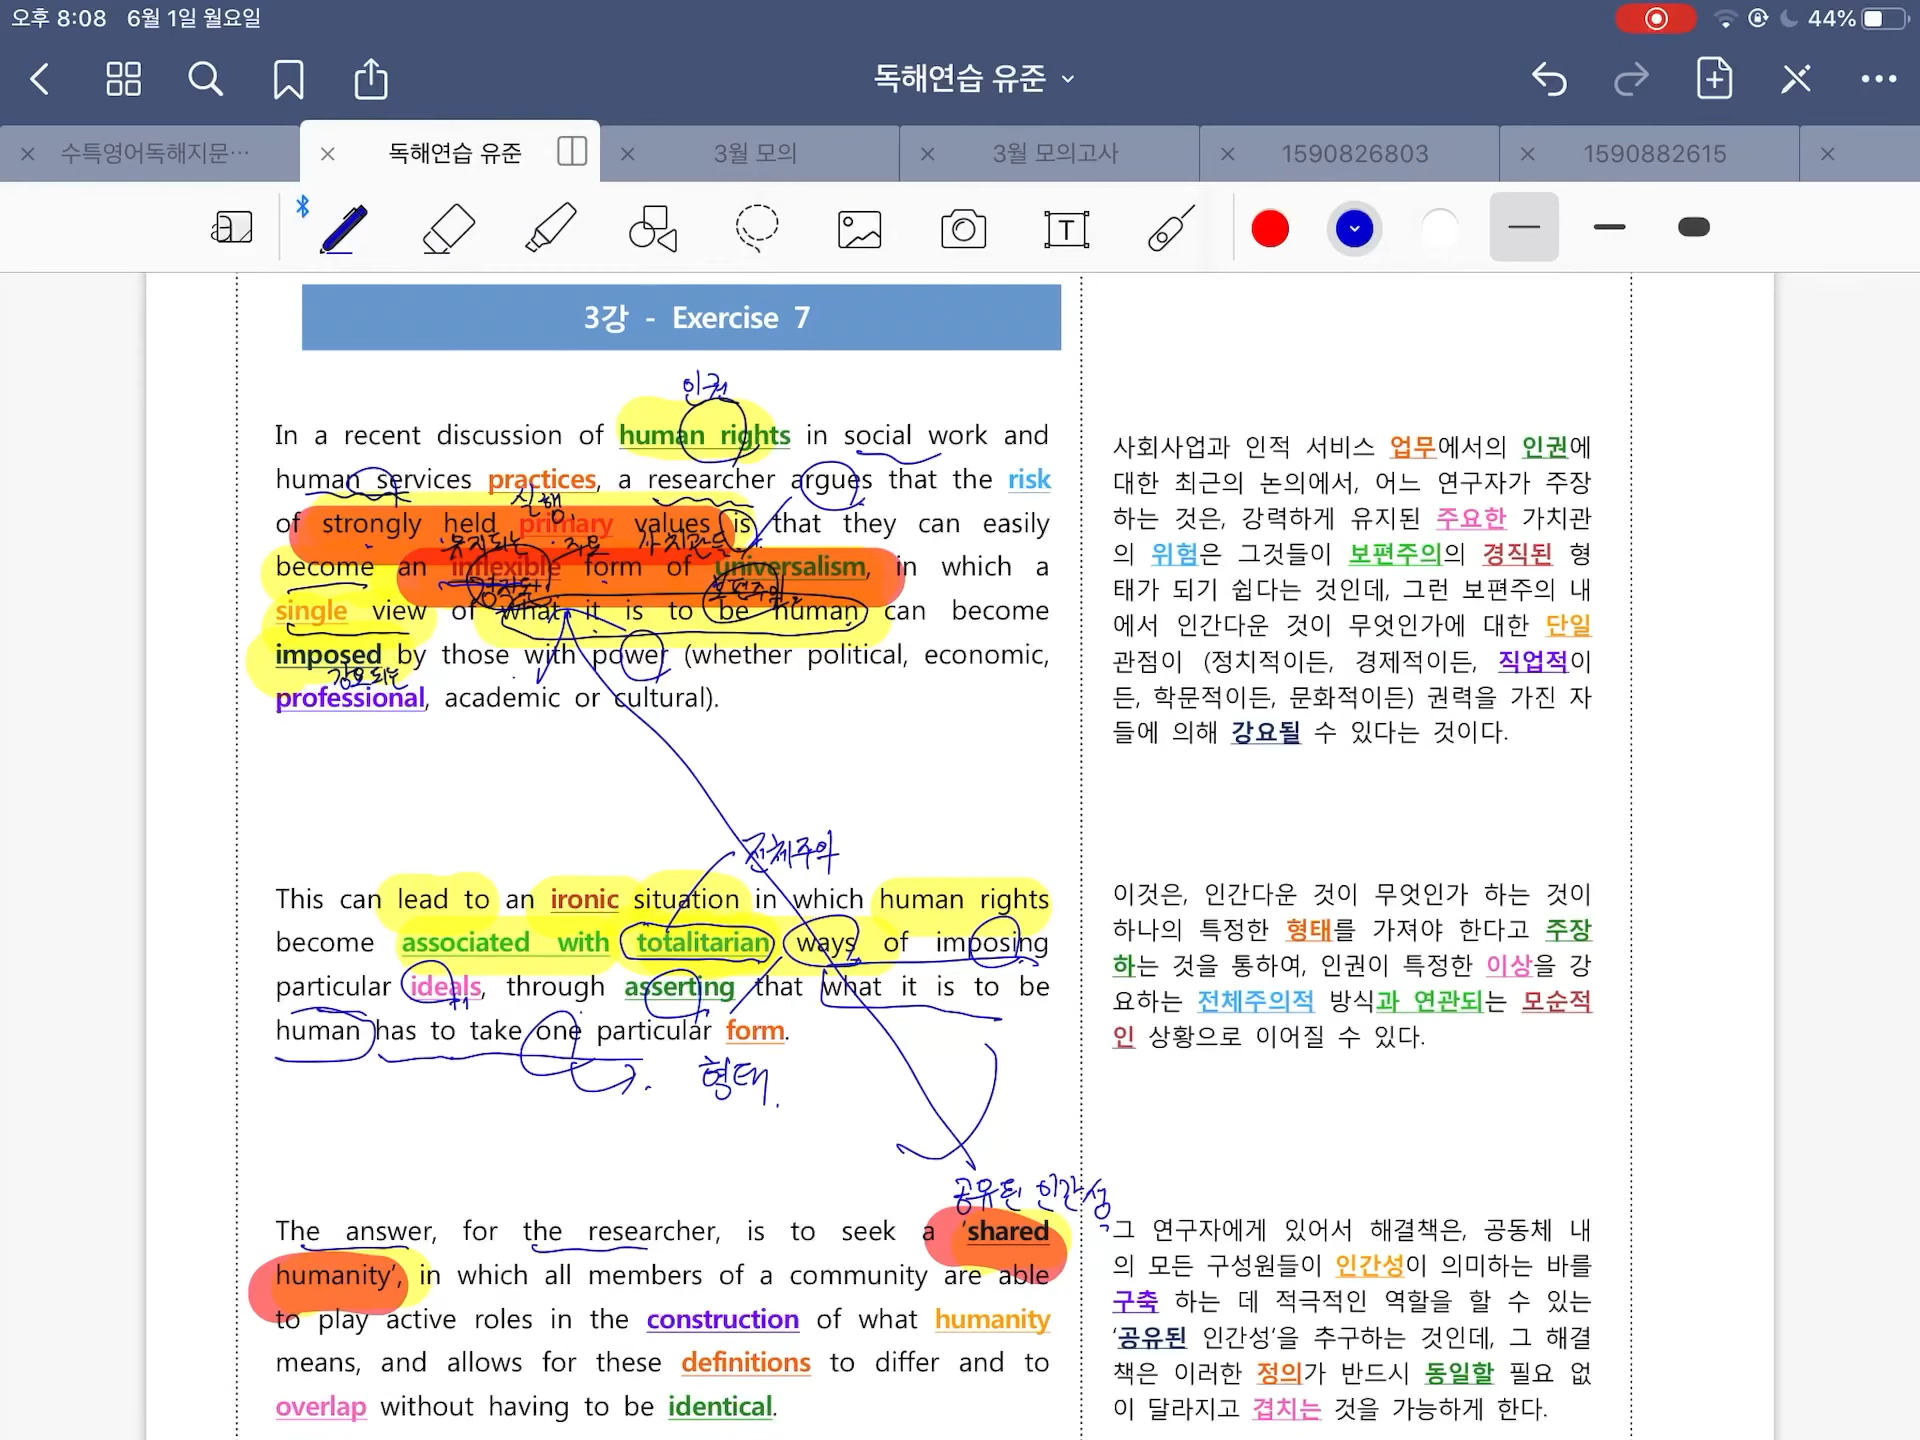 오후 8:08 6월 1일 월요일
44%
독해연습 유준
수특영어독해지문…
독해연습 유준
3월 모의
3월 모의고사
1590826803
1590882615
3강 - Exercise 7
인권
In a recent discussion of human rights in social work and
human services practices, a researcher argues that the risk
실행
of strongly held primary values is that they can easily
유지되는 주요 가치관들
become an inflexible form of universalism, in which a
경직된 보편주의
single view of what it is to be human can become
imposed by those with power (whether political, economic,
강요되는
professional, academic or cultural).
전체주의
This can lead to an ironic situation in which human rights
become associated with totalitarian ways of imposing
particular ideals, through asserting that what it is to be
human has to take one particular form.
형태.
공유된 인간성
The answer, for the researcher, is to seek a 'shared
humanity', in which all members of a community are able
to play active roles in the construction of what humanity
means, and allows for these definitions to differ and to
overlap without having to be identical.
사회사업과 인적 서비스 업무에서의 인권에
대한 최근의 논의에서, 어느 연구자가 주장
하는 것은, 강력하게 유지된 주요한 가치관
의 위험은 그것들이 보편주의의 경직된 형
태가 되기 쉽다는 것인데, 그런 보편주의 내
에서 인간다운 것이 무엇인가에 대한 단일
관점이 (정치적이든, 경제적이든, 직업적이
든, 학문적이든, 문화적이든) 권력을 가진 자
들에 의해 강요될 수 있다는 것이다.
이것은, 인간다운 것이 무엇인가 하는 것이
하나의 특정한 형태를 가져야 한다고 주장
하는 것을 통하여, 인권이 특정한 이상을 강
요하는 전체주의적 방식과 연관되는 모순적
인 상황으로 이어질 수 있다.
그 연구자에게 있어서 해결책은, 공동체 내
의 모든 구성원들이 인간성이 의미하는 바를
구축 하는 데 적극적인 역할을 할 수 있는
'공유된 인간성'을 추구하는 것인데, 그 해결
책은 이러한 정의가 반드시 동일할 필요 없
이 달라지고 겹치는 것을 가능하게 한다.